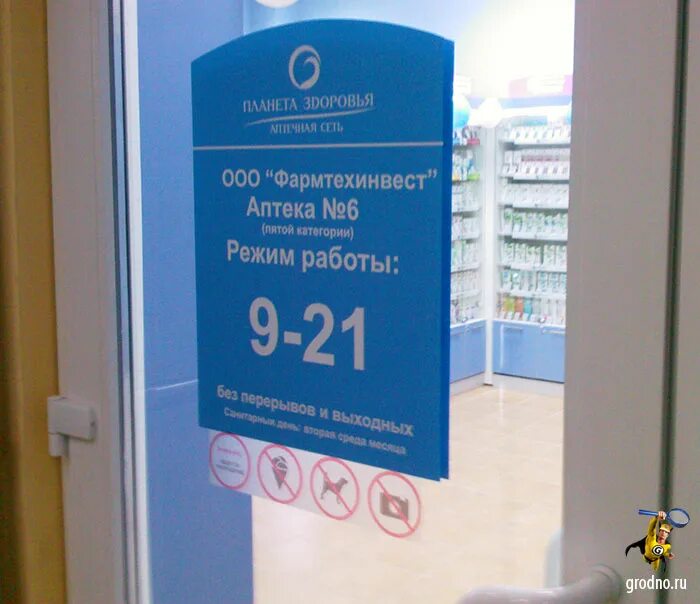 ПЛАНЕТА ЗДОРОВЬЯ
АПТЕЧНАЯ СЕТЬ
ООО "Фармтехинвест"
Аптека №6
(пятой категории)
Режим работы:
9-21
без перерывов и выходных
Санитарный день: вторая среда месяца
grodno.ru